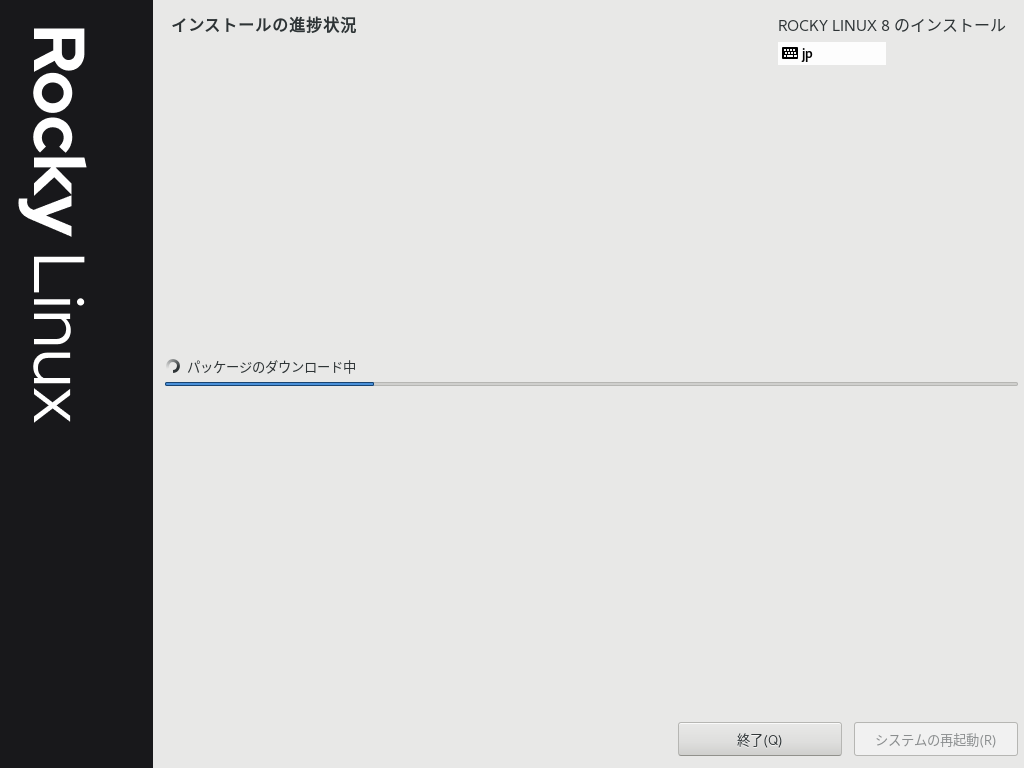 Rocky Linux
インストールの進捗状況
ROCKY LINUX 8 のインストール
jp
パッケージのダウンロード中
終了(Q)
システムの再起動(R)